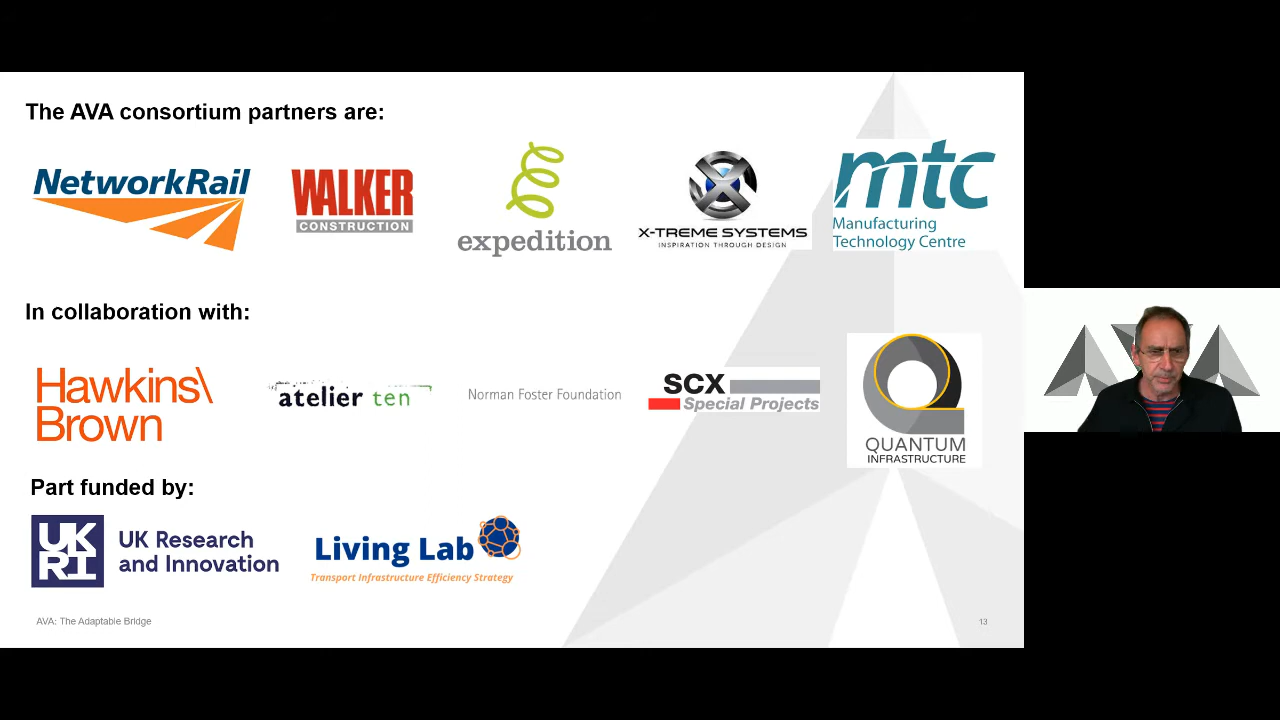 The AVA consortium partners are:
NetworkRail
WALKER
CONSTRUCTION
expedition
X-TREME SYSTEMS
INSPIRATION THROUGH DESIGN
mtc
Manufacturing
Technology Centre
In collaboration with:
Hawkins\
Brown
atelier ten
Norman Foster Foundation
SCX
Special Projects
QUANTUM
INFRASTRUCTURE
Part funded by:
UK
RI
UK Research
and Innovation
Living Lab
Transport Infrastructure Efficiency Strategy
AVA: The Adaptable Bridge
13